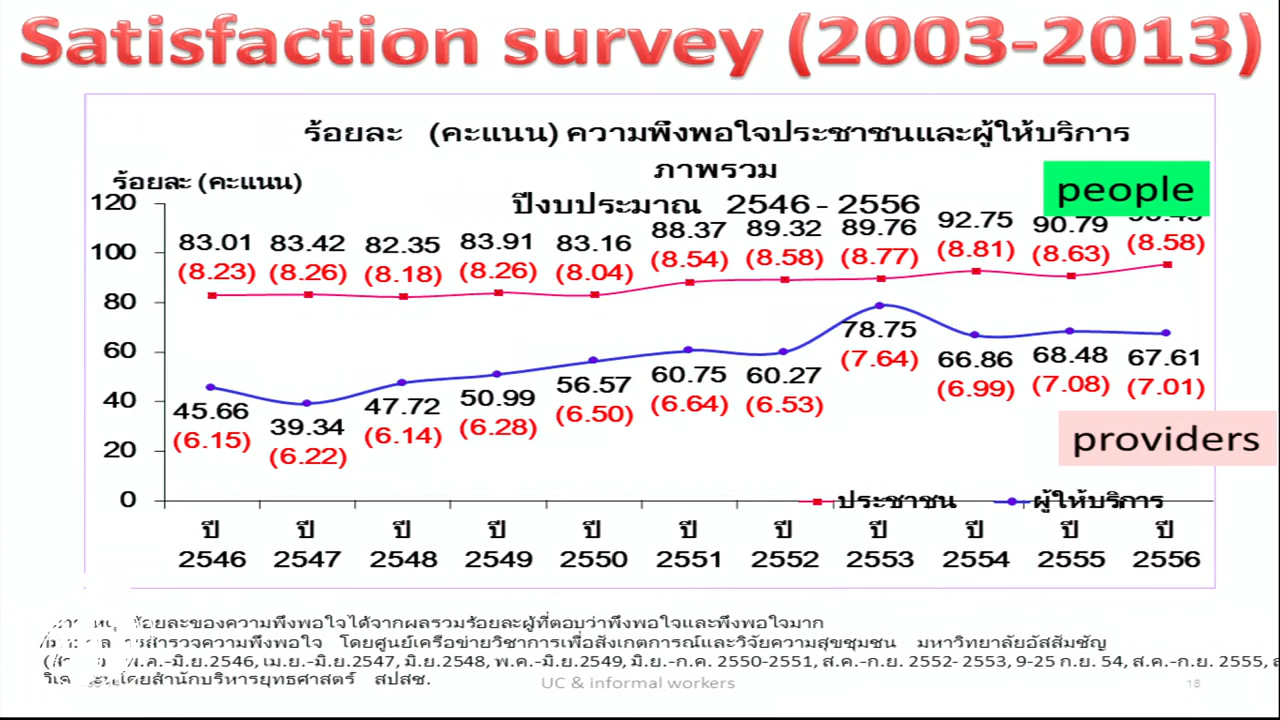 Satisfaction survey (2003-2013)
ร้อยละ (คะแนน) ความพึงพอใจประชาชนและผู้ให้บริการ
ภาพรวม
ปีงบประมาณ 2546 - 2556
ร้อยละ (คะแนน)
people
120
100
80
60
40
20
0
83.01 83.42 82.35 83.91 83.16 88.37 89.32 89.76 92.75 90.79
(8.23) (8.26) (8.18) (8.26) (8.04) (8.54) (8.58) (8.77) (8.81) (8.63) (8.58)
45.66 39.34 47.72 50.99 56.57 60.75 60.27 78.75 66.86 68.48 67.61
(6.15) (6.22) (6.14) (6.28) (6.50) (6.64) (6.53) (7.64) (6.99) (7.08) (7.01)
providers
ประชาชน ผู้ให้บริการ
ปี ปี ปี ปี ปี ปี ปี ปี ปี ปี ปี
2546 2547 2548 2549 2550 2551 2552 2553 2554 2555 2556
ร้อยละของความพึงพอใจได้จากผลรวมร้อยละผู้ที่ตอบว่าพึงพอใจและพึงพอใจมาก
การสำรวจความพึงพอใจ โดยศูนย์เครือข่ายวิชาการเพื่อสังเกตการณ์และวิจัยความสุขชุมชน มหาวิทยาลัยอัสสัมชัญ
พ.ค.-มิ.ย.2546, เม.ย.-มิ.ย.2547, มิ.ย.2548, พ.ค.-มิ.ย.2549, มิ.ย.-ก.ค. 2550-2551, ส.ค.-ก.ย. 2552-2553, 9-25 ก.ย. 54, ส.ค.-ก.ย. 2555,
โดยสำนักบริหารยุทธศาสตร์ สปสช.
UC & informal workers
18